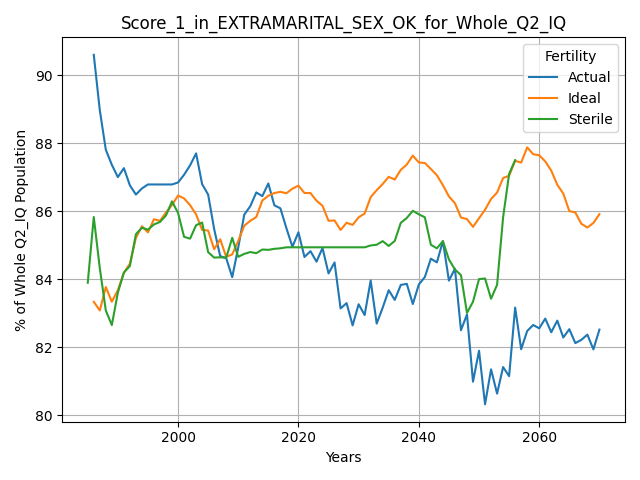 Score_1_in_EXTRAMARITAL_SEX_OK_for_Whole_Q2_IQ
% of Whole Q2_IQ Population
90
88
86
84
82
80
Fertility
Actual
Ideal
Sterile
2000 2020 2040 2060
Years